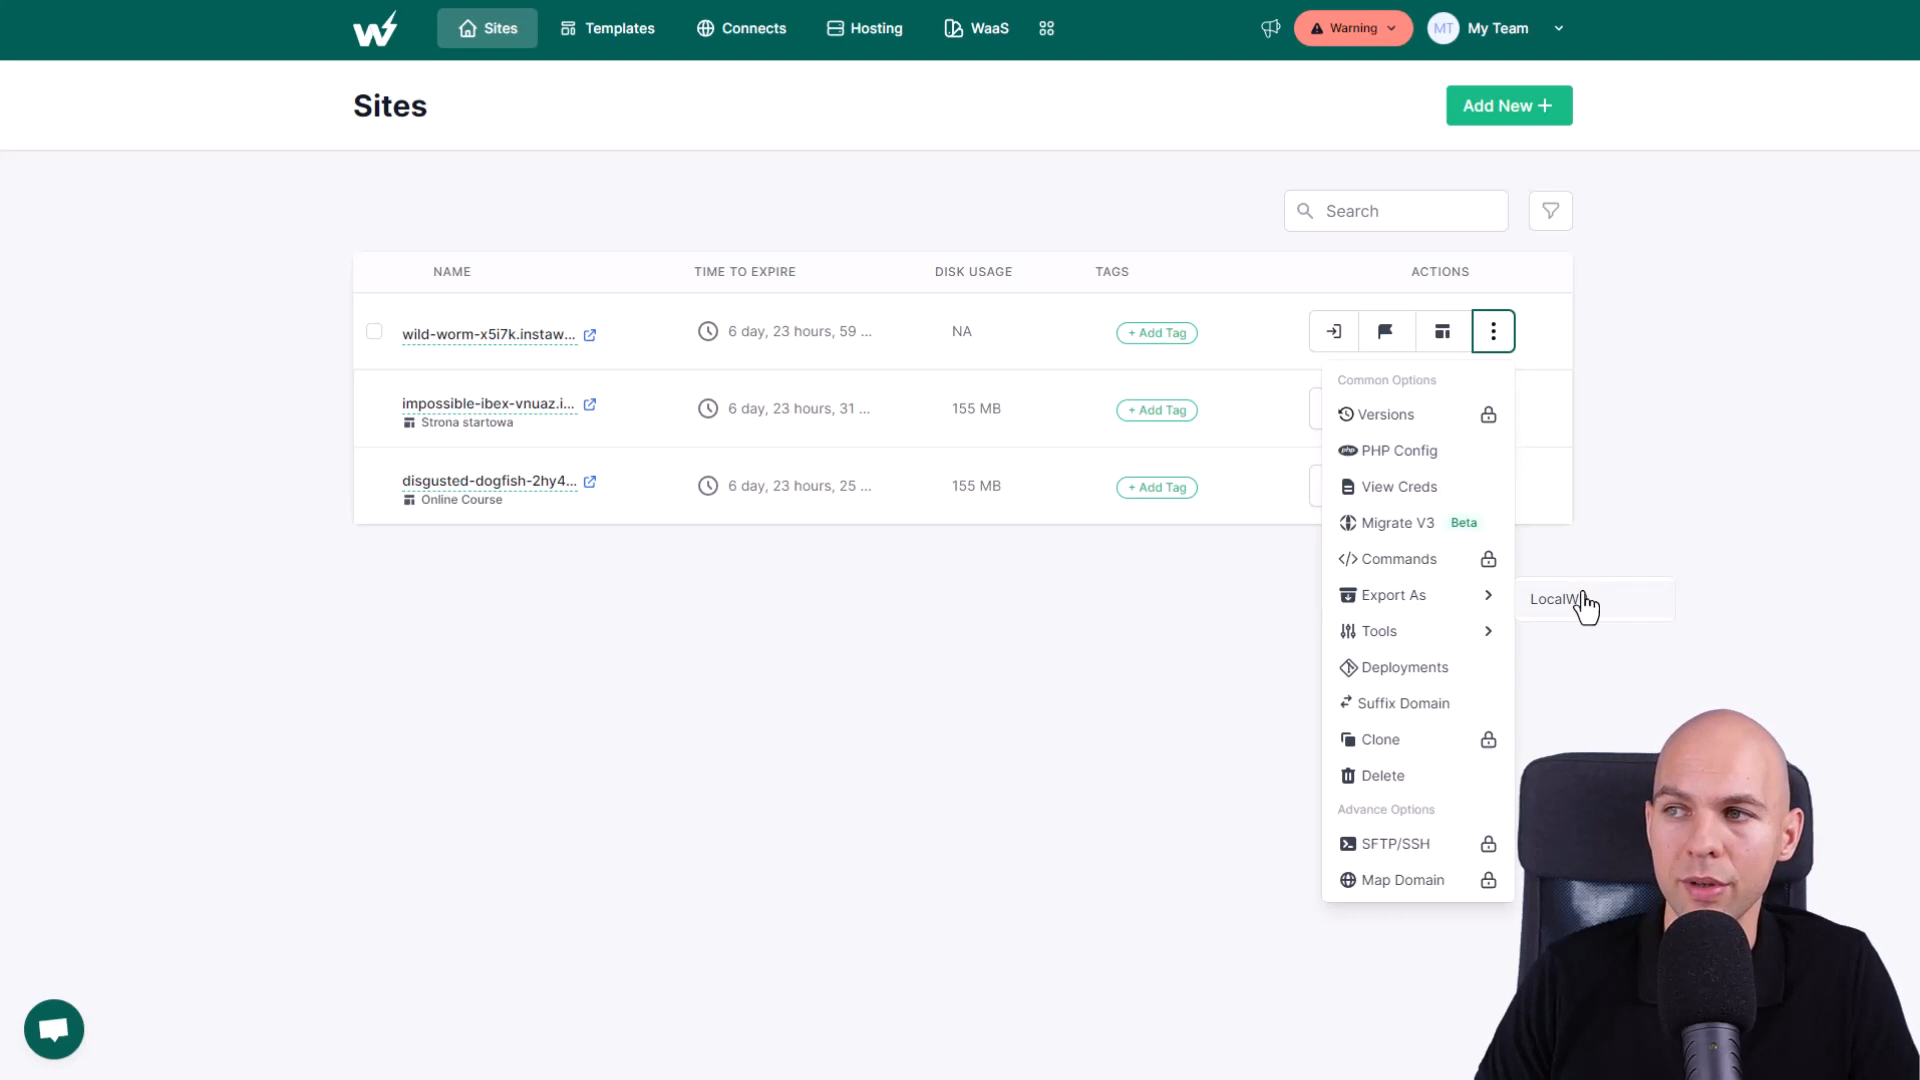 Sites
Templates
Connects
Hosting
WaaS
Warning
MT
My Team
Sites
Add New +
Search
NAME
TIME TO EXPIRE
DISK USAGE
TAGS
ACTIONS
wild-worm-x5i7k.instaw...
6 day, 23 hours, 59 ...
NA
+ Add Tag
impossible-ibex-vnuaz.i...
Strona startowa
6 day, 23 hours, 31 ...
155 MB
+ Add Tag
disgusted-dogfish-2hy4...
Online Course
6 day, 23 hours, 25 ...
155 MB
+ Add Tag
Common Options
Versions
php PHP Config
View Creds
Migrate V3 Beta
Commands
Export As
LocalW
Tools
Deployments
Suffix Domain
Clone
Delete
Advance Options
SFTP/SSH
Map Domain